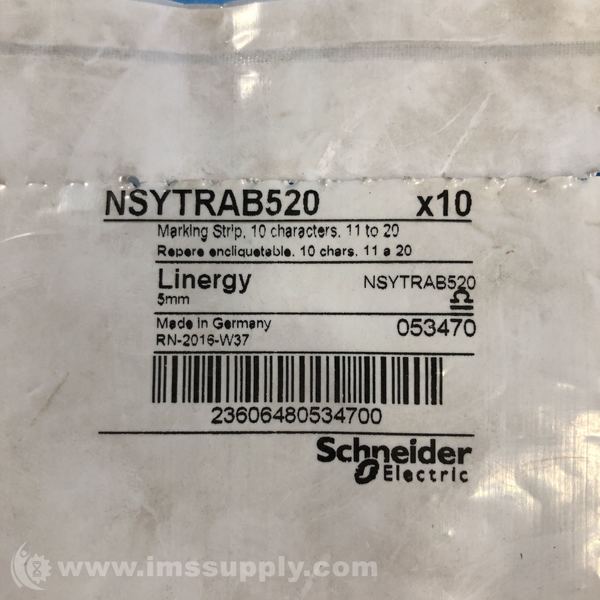 NSYTRAB520 x10
Marking Strip, 10 characters, 11 to 20
Repere encliquetable, 10 chars. 11 a 20
Linergy NSYTRAB520
5mm
Made in Germany 053470
RN-2016-W37
23606480534700
Schneider
Electric
www.imssupply.com